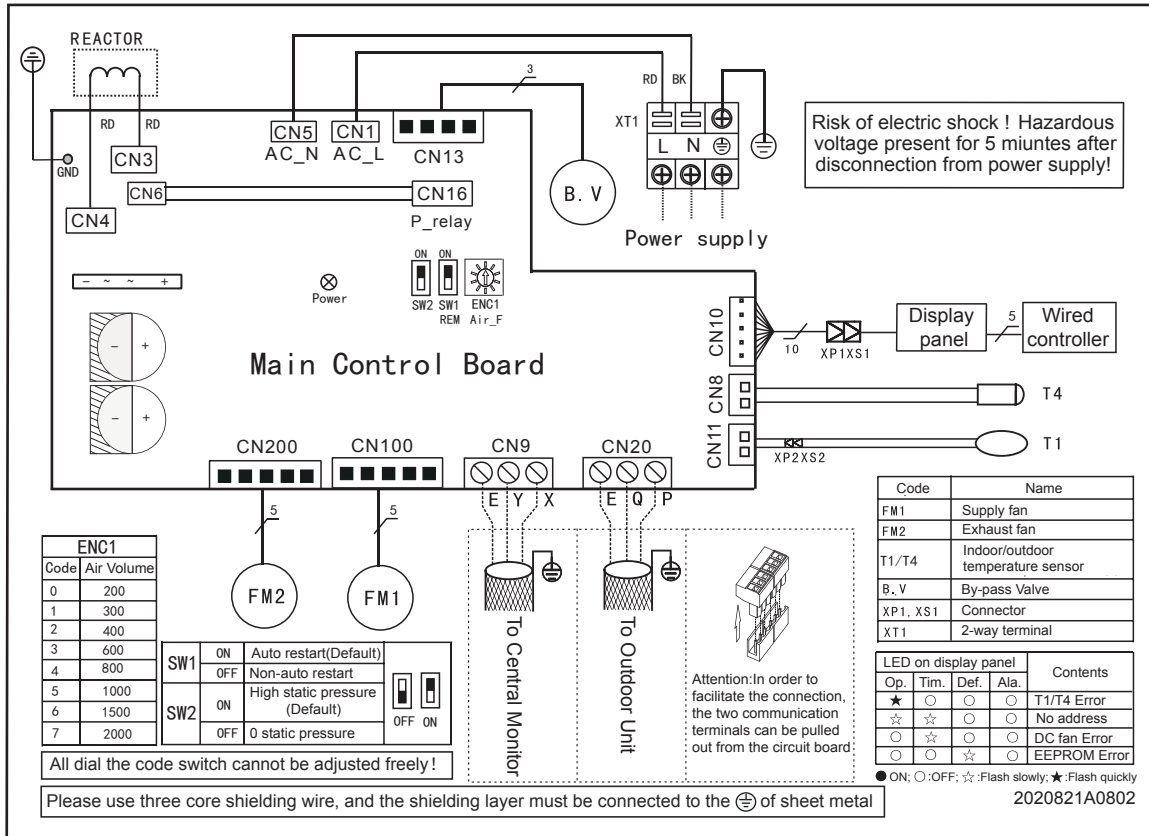 REACTOR
RD RD
GND
CN3
CN4
CN6
CN5
AC_N
CN1
AC_L
CN13
CN16
P_relay
3
B. V
RD BK
XT1
L N
Power supply
Risk of electric shock ! Hazardous
voltage present for 5 miuntes after
disconnection from power supply!
- ~ ~ +
Power
ON ON
SW2 SW1 ENC1
REM Air_F
- +
- +
Main Control Board
CN10
10
XP1XS1
Display
panel
5
Wired
controller
CN8
T4
CN11
XP2XS2
T1
CN200
CN100
CN9
CN20
E Y X
E Q P
5
5
FM2
FM1
To Central Monitor
To Outdoor Unit
Attention:In order to
facilitate the connection,
the two communication
terminals can be pulled
out from the circuit board
ENC1
Code Air Volume
0 200
1 300
2 400
3 600
4 800
5 1000
6 1500
7 2000
SW1 ON Auto restart(Default)
OFF Non-auto restart
SW2 ON High static pressure
(Default)
OFF 0 static pressure
OFF ON
All dial the code switch cannot be adjusted freely!
Please use three core shielding wire, and the shielding layer must be connected to the ⏚ of sheet metal
Code Name
FM1 Supply fan
FM2 Exhaust fan
T1/T4 Indoor/outdoor
temperature sensor
B. V By-pass Valve
XP1, XS1 Connector
XT1 2-way terminal
LED on display panel Contents
Op. Tim. Def. Ala.
★ ○ ○ ○ T1/T4 Error
☆ ☆ ○ ○ No address
○ ☆ ○ ○ DC fan Error
○ ○ ☆ ○ EEPROM Error
● ON; ○ :OFF; ☆ :Flash slowly; ★ :Flash quickly
2020821A0802